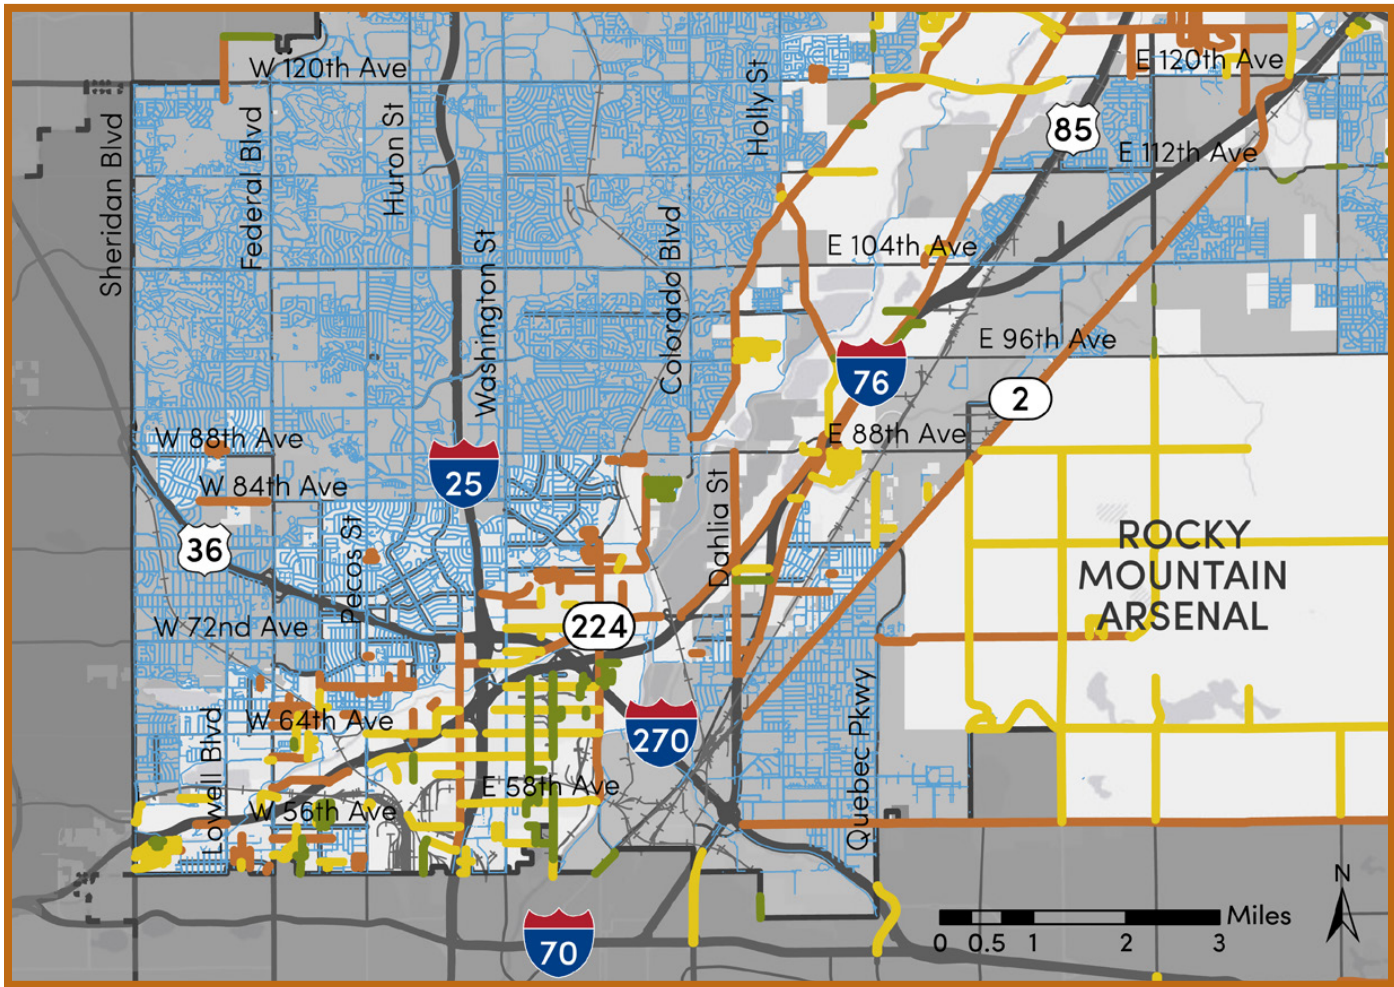 W 120th Ave
E 120th Ave
Sheridan Blvd
Federal Blvd
Huron St
Holly St
85
E 112th Ave
Washington St
Colorado Blvd
E 104th Ave
E 96th Ave
76
2
W 88th Ave
E 88th Ave
25
W 84th Ave
Dahlia St
36
Pecos St
ROCKY
MOUNTAIN
ARSENAL
W 72nd Ave
224
Lowell Blvd
W 64th Ave
270
Quebec Pkwy
E 58th Ave
W 56th Ave
N
70
Miles
0 0.5 1 2 3